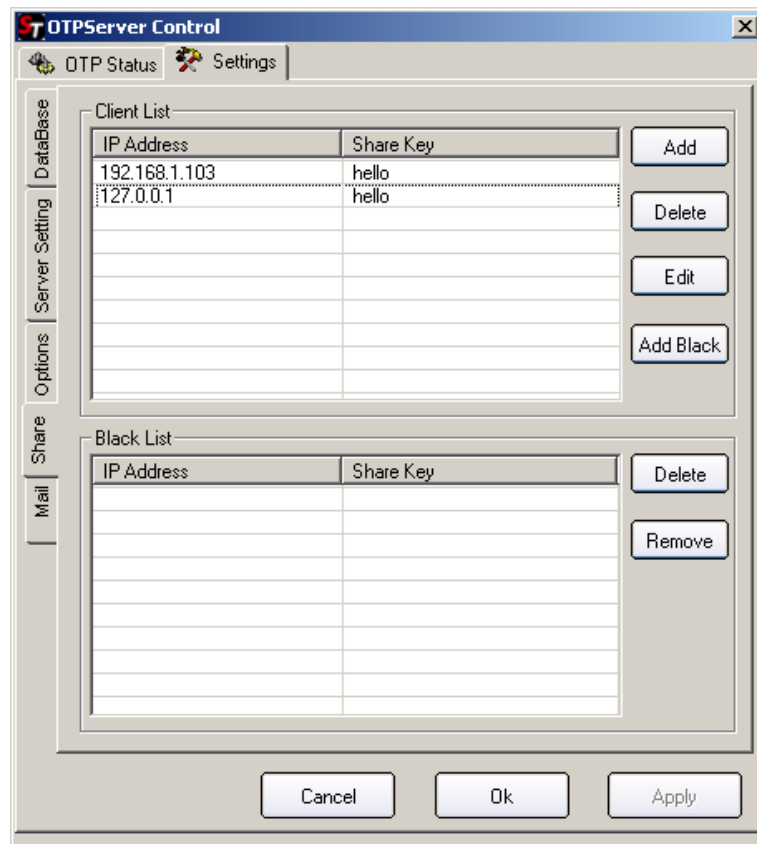 ST OTPServer Control
OTP Status Settings
DataBase
Server Setting
Options
Share
Mail
Client List
IP Address Share Key
192.168.1.103 hello
127.0.0.1 hello
Add
Delete
Edit
Add Black
Black List
IP Address Share Key
Delete
Remove
Cancel Ok Apply